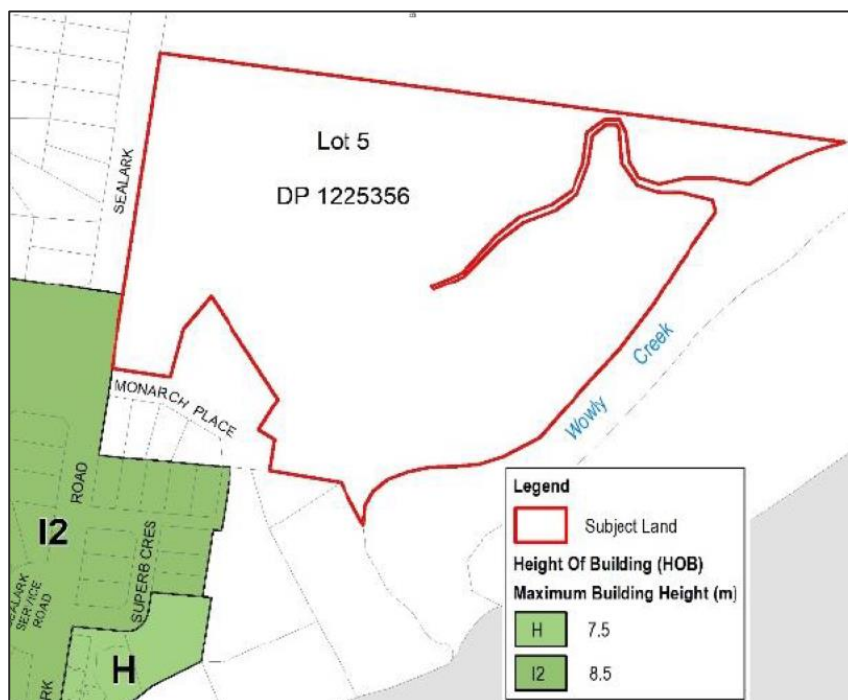 Lot 5
DP 1225356
SEALARK
MONARCH PLACE
ROAD
I2
SUPERB CRES
SEALARK
SERVICE
ROAD
H
Wowly Creek
Legend
Subject Land
Height Of Building (HOB)
Maximum Building Height (m)
H 7.5
I2 8.5